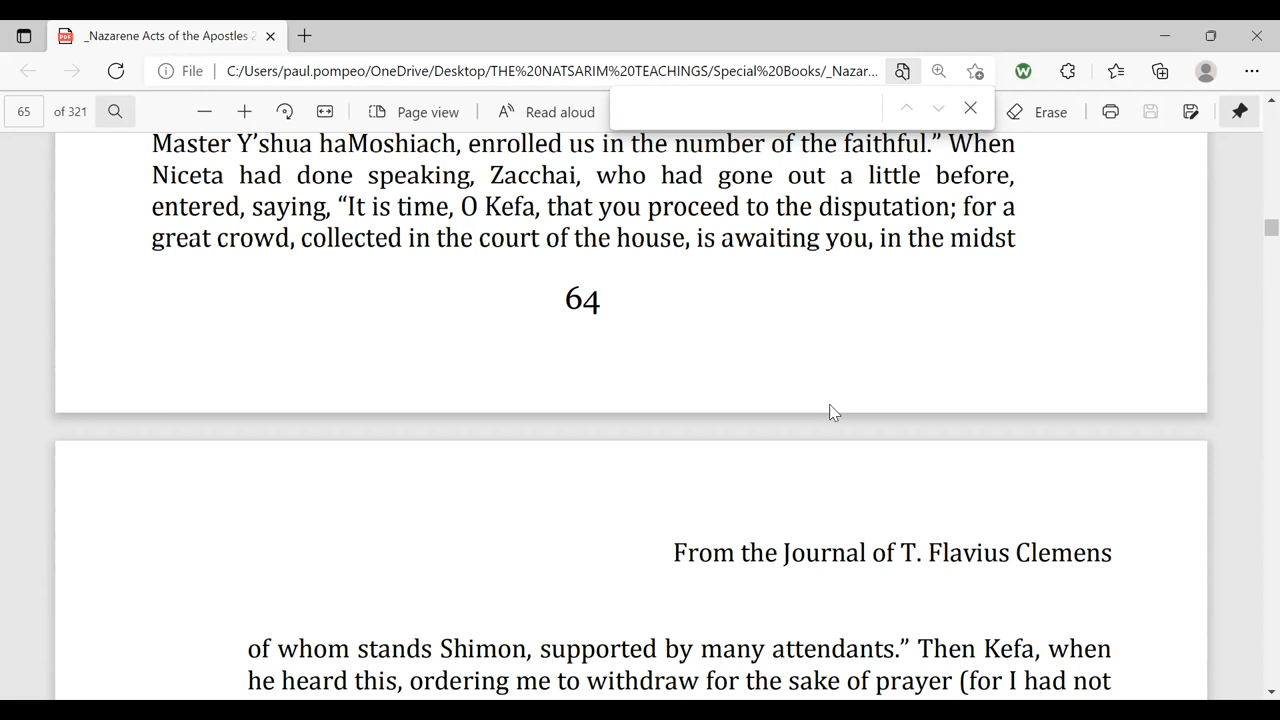 _Nazarene Acts of the Apostles 2
File
C:/Users/paul.pompeo/OneDrive/Desktop/THE%20NATSARIM%20TEACHINGS/Special%20Books/_Nazar...
65 of 321
Page view
Read aloud
Erase
Master Y’shua haMoshiach, enrolled us in the number of the faithful.” When
Niceta had done speaking, Zacchai, who had gone out a little before,
entered, saying, “It is time, O Kefa, that you proceed to the disputation; for a
great crowd, collected in the court of the house, is awaiting you, in the midst
64
From the Journal of T. Flavius Clemens
of whom stands Shimon, supported by many attendants.” Then Kefa, when
he heard this, ordering me to withdraw for the sake of prayer (for I had not